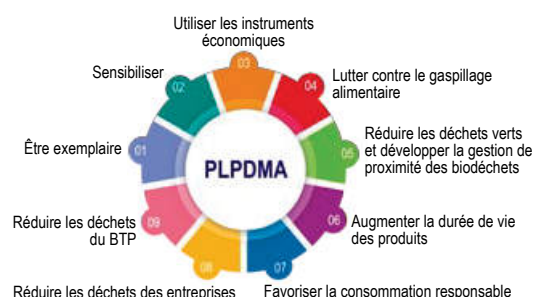 Utiliser les instruments
économiques
03
Sensibiliser
02
04
Lutter contre le gaspillage
alimentaire
Être exemplaire
01
PLPDMA
05
Réduire les déchets verts
et développer la gestion de
proximité des biodéchets
Réduire les déchets
du BTP
09
06
Augmenter la durée de vie
des produits
08
07
Réduire les déchets des entreprises
Favoriser la consommation responsable